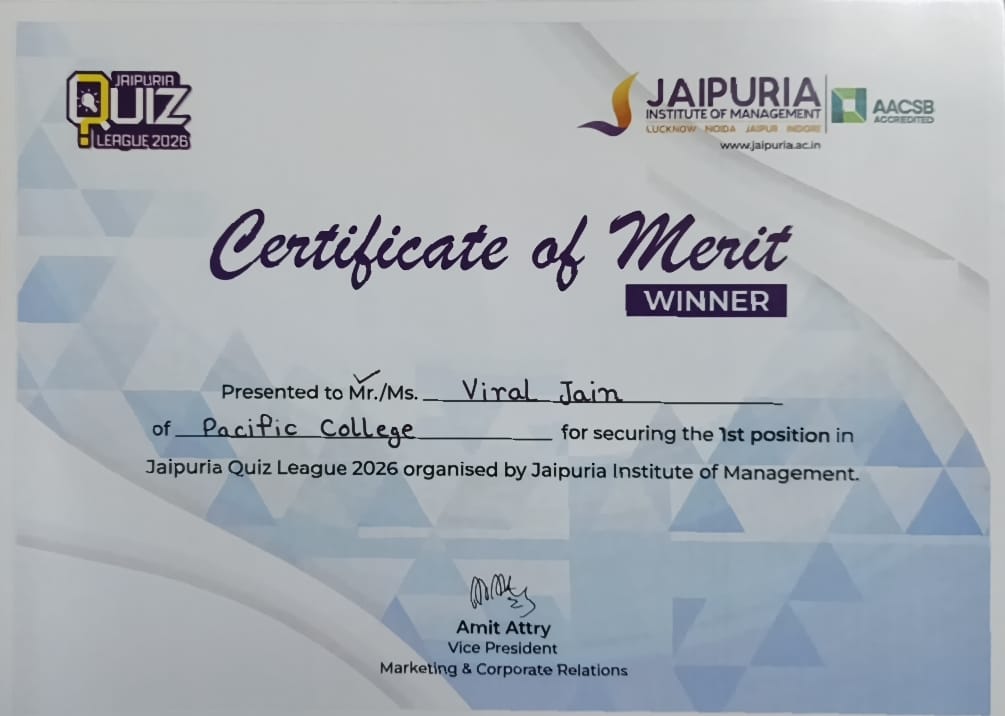 JAIPURIA
QUIZ
LEAGUE 2026
JAIPURIA
INSTITUTE OF MANAGEMENT
LUCKNOW NOIDA JAIPUR INDORE
www.jaipuria.ac.in
AACSB
ACCREDITED
Certificate of Merit
WINNER
Presented to Mr./Ms. Viral Jain
of Pacific College for securing the 1st position in
Jaipuria Quiz League 2026 organised by Jaipuria Institute of Management.
Amit Attry
Vice President
Marketing & Corporate Relations